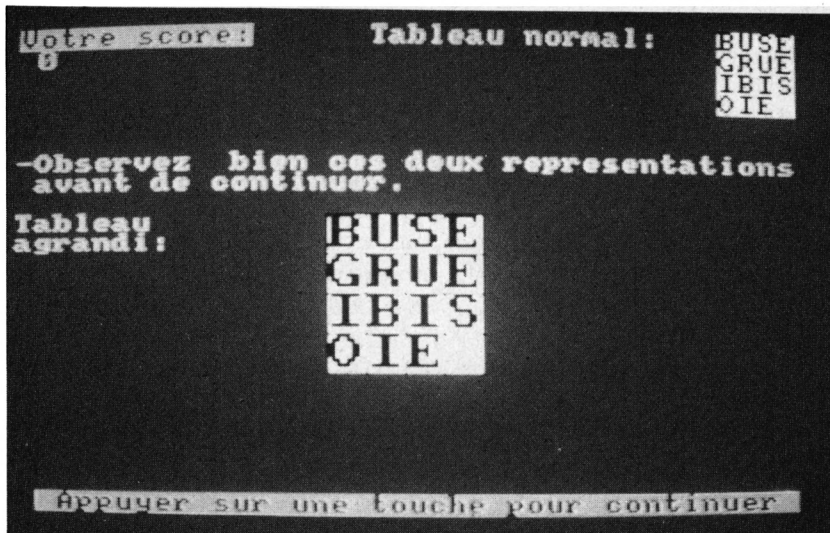 Votre score:
0
Tableau normal:
BUSE
GRUE
IBIS
OIE
-Observez bien ces deux representations
avant de continuer.
Tableau
agrandi:
BUSE
GRUE
IBIS
OIE
Appuyer sur une touche pour continuer